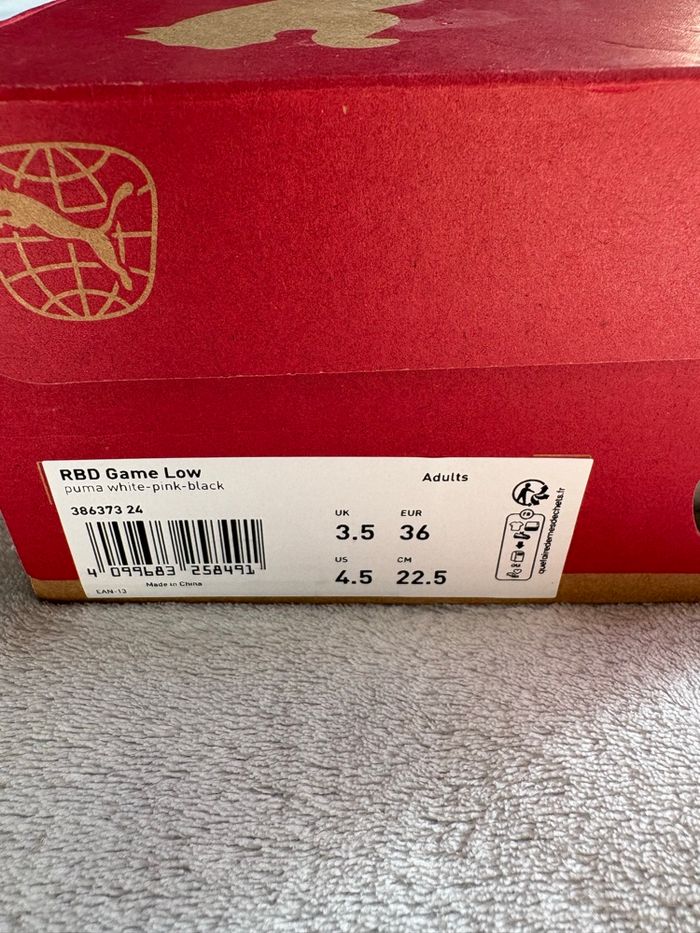 RBD Game Low
puma white-pink-black
386373 24
4 099683 258491
EAN-13
Made in China
Adults
UK
3.5
EUR
36
US
4.5
CM
22.5
FR
quefairedemesdechets.fr